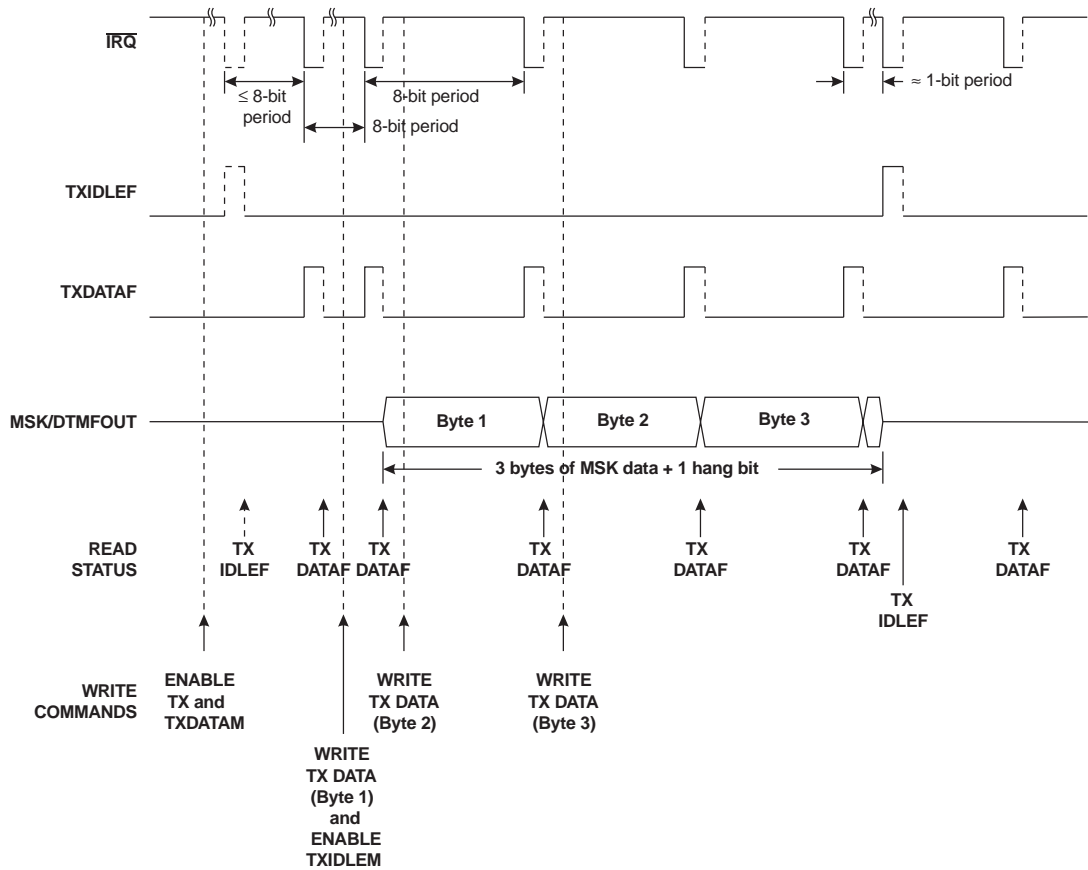 IRQ
≤ 8-bit
period
8-bit period
8-bit period
≈ 1-bit period
TXIDLEF
TXDATAF
MSK/DTMFOUT
Byte 1
Byte 2
Byte 3
3 bytes of MSK data + 1 hang bit
READ
STATUS
TX
IDLEF
TX
DATAF
TX
DATAF
TX
DATAF
TX
DATAF
TX
DATAF
TX
IDLEF
TX
DATAF
WRITE
COMMANDS
ENABLE
TX and
TXDATAM
WRITE
TX DATA
(Byte 1)
and
ENABLE
TXIDLEM
WRITE
TX DATA
(Byte 2)
WRITE
TX DATA
(Byte 3)